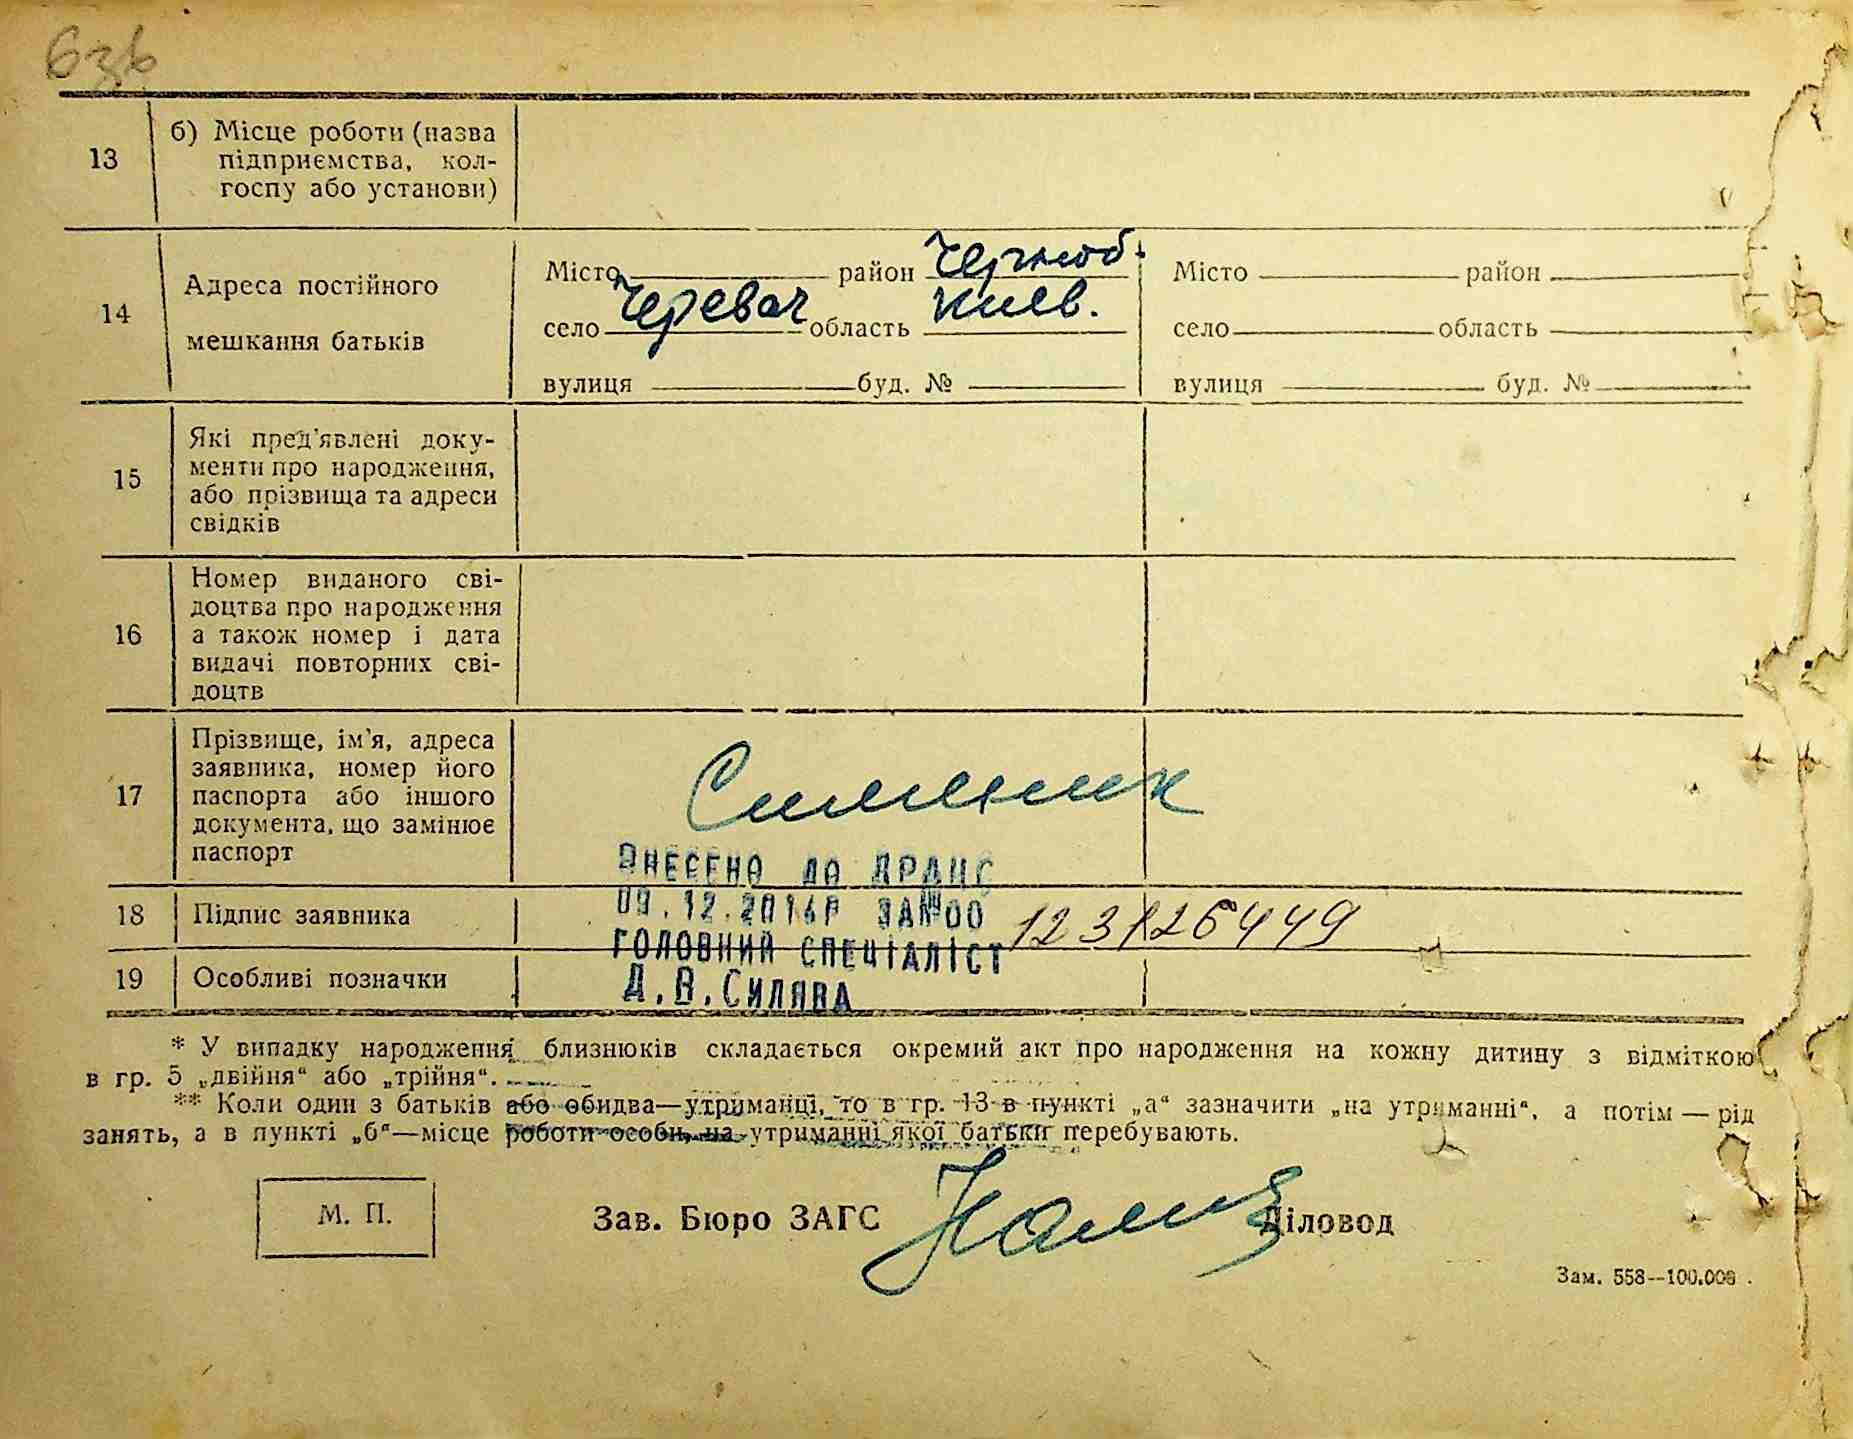 63б
13
б) Місце роботи (назва
підприємства, кол-
госпу або установи)
14
Адреса постійного
мешкання батьків
Місто район Чорноб.
село Черевач область Киев.
вулиця буд. №
Місто район
село область
вулиця буд. №
15
Які пред'явлені доку-
менти про народження,
або прізвища та адреси
свідків
16
Номер виданого сві-
доцтва про народження
а також номер і дата
видачі повторних сві-
доцтв
17
Прізвище, ім'я, адреса
заявника, номер його
паспорта або іншого
документа, що замінює
паспорт
ВНЕСЕНО ДО ДРАЦС
18
Підпис заявника
09.12.2014Р ЗА№00 123126449
ГОЛОВНИЙ СПЕЦІАЛІСТ
19
Особливі позначки
Д.В.СИЛЯВА
* У випадку народження близнюків складається окремий акт про народження на кожну дитину з відміткою
в гр. 5 „двійня“ або „трійня“.
** Коли один з батьків або обидва—утриманці, то в гр. 13 в пункті „а“ зазначити „на утриманні“, а потім — рід
занять, а в пункті „б“—місце роботи особи, на утриманні якої батьки перебувають.
М. П.
Зав. Бюро ЗАГС
Діловод
Зам. 558—100.000